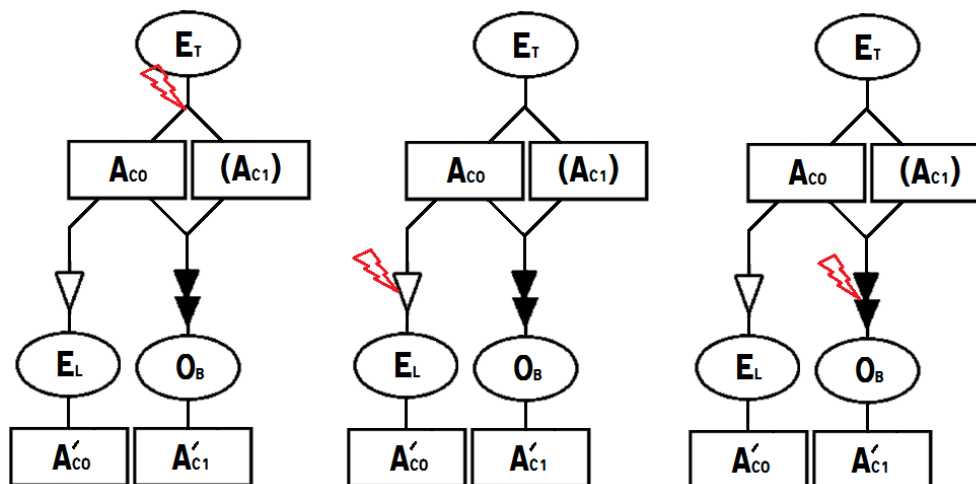 ET
ACO (AC1)
EL OB
A′CO A′C1
ET
ACO (AC1)
EL OB
A′CO A′C1
ET
ACO (AC1)
EL OB
A′CO A′C1